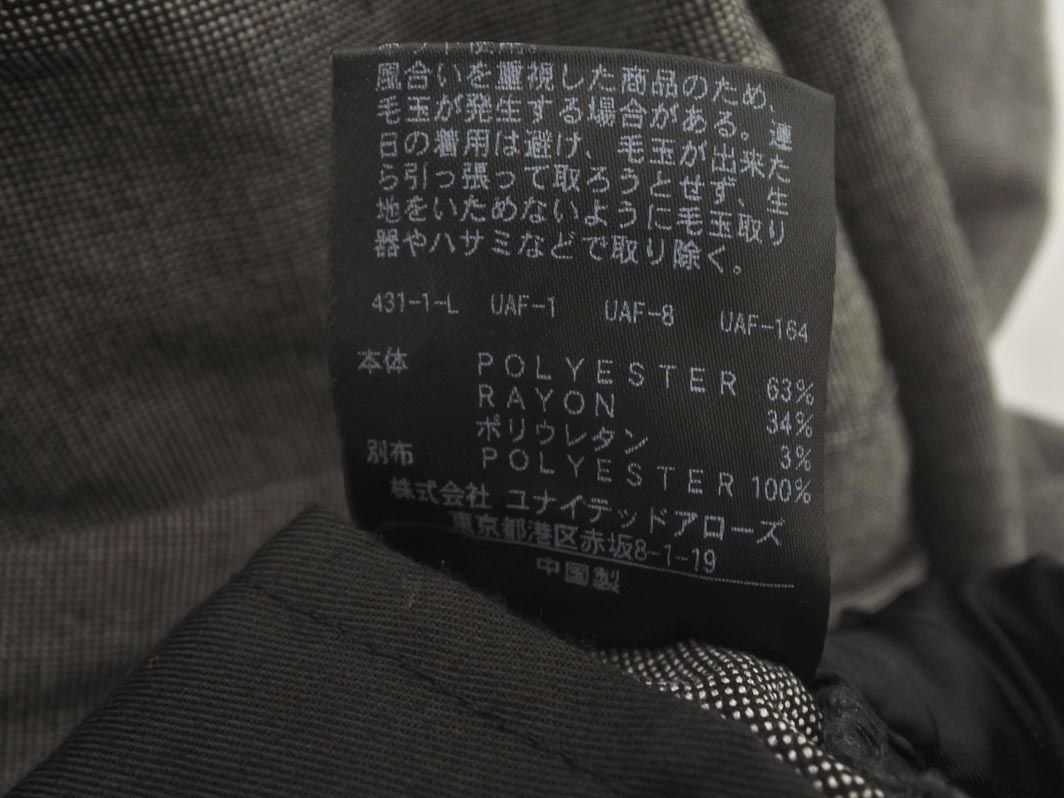 風合いを重視した商品のため、
毛玉が発生する場合がある。連
日の着用は避け、毛玉が出来た
ら引っ張って取ろうとせず、生
地をいためないように毛玉取り
器やハサミなどで取り除く。
431-1-L UAF-1 UAF-8 UAF-164
本体 POLYESTER 63%
RAYON 34%
ポリウレタン 3%
別布 POLYESTER 100%
株式会社 ユナイテッドアローズ
東京都港区赤坂8-1-19
中国製